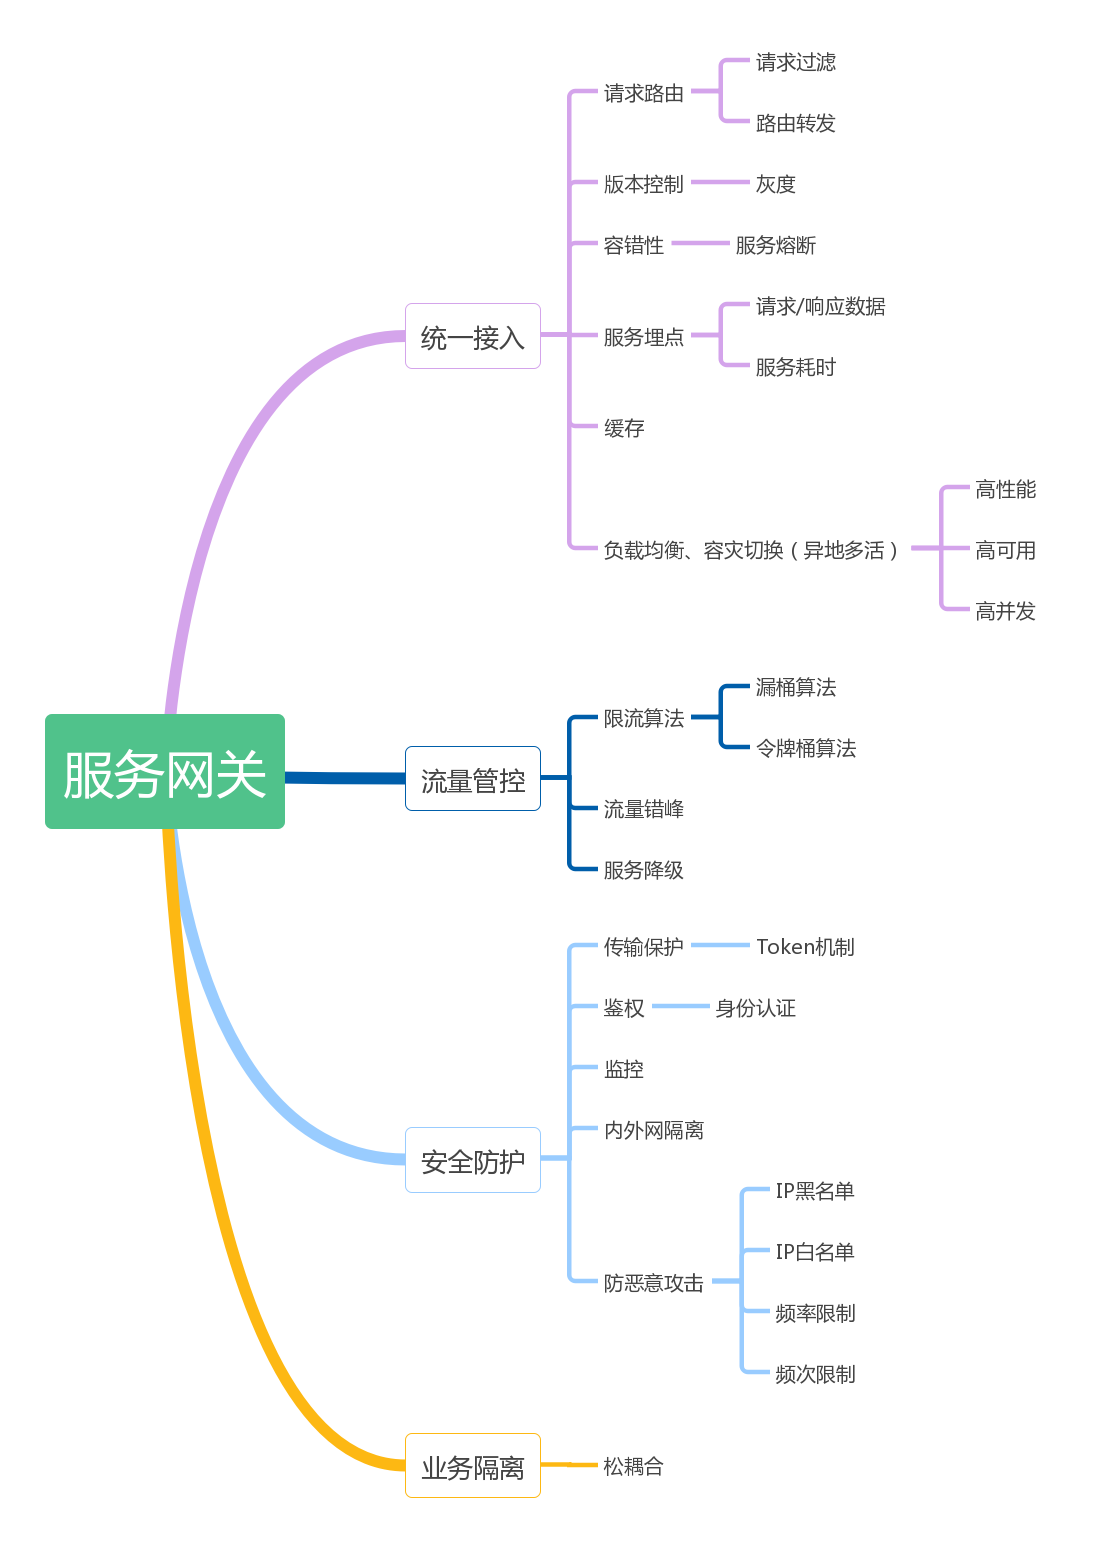 服务网关
统一接入
请求路由
请求过滤
路由转发
版本控制
灰度
容错性
服务熔断
服务埋点
请求/响应数据
服务耗时
缓存
负载均衡、容灾切换（异地多活）
高性能
高可用
高并发
流量管控
限流算法
漏桶算法
令牌桶算法
流量错峰
服务降级
安全防护
传输保护
Token机制
鉴权
身份认证
监控
内外网隔离
防恶意攻击
IP黑名单
IP白名单
频率限制
频次限制
业务隔离
松耦合